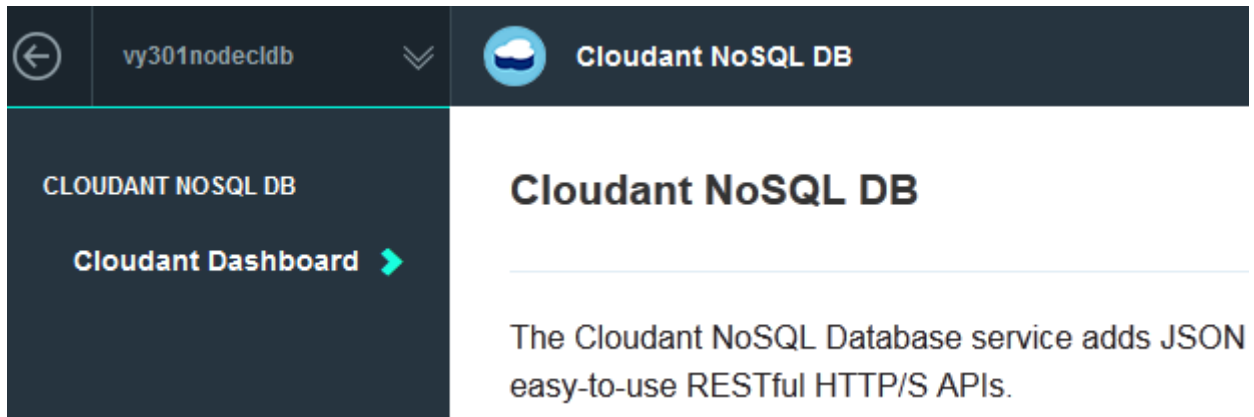 vy301nodecldb
Cloudant NoSQL DB
CLOUDANT NOSQL DB
Cloudant Dashboard
Cloudant NoSQL DB
The Cloudant NoSQL Database service adds JSON
easy-to-use RESTful HTTP/S APIs.